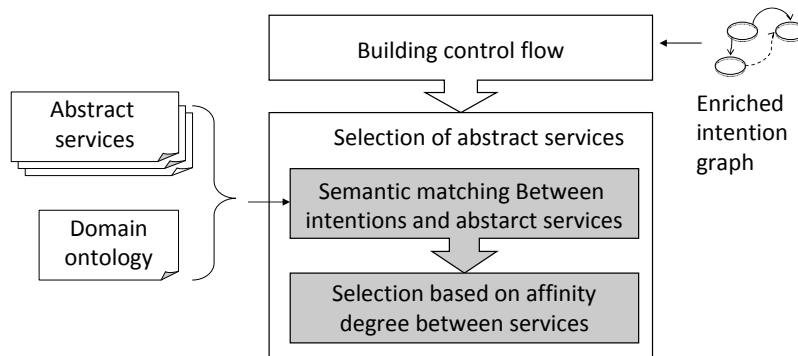 Building control flow
Enriched
intention
graph
Abstract
services
Selection of abstract services
Semantic matching Between
intentions and abstarct services
Domain
ontology
Selection based on affinity
degree between services